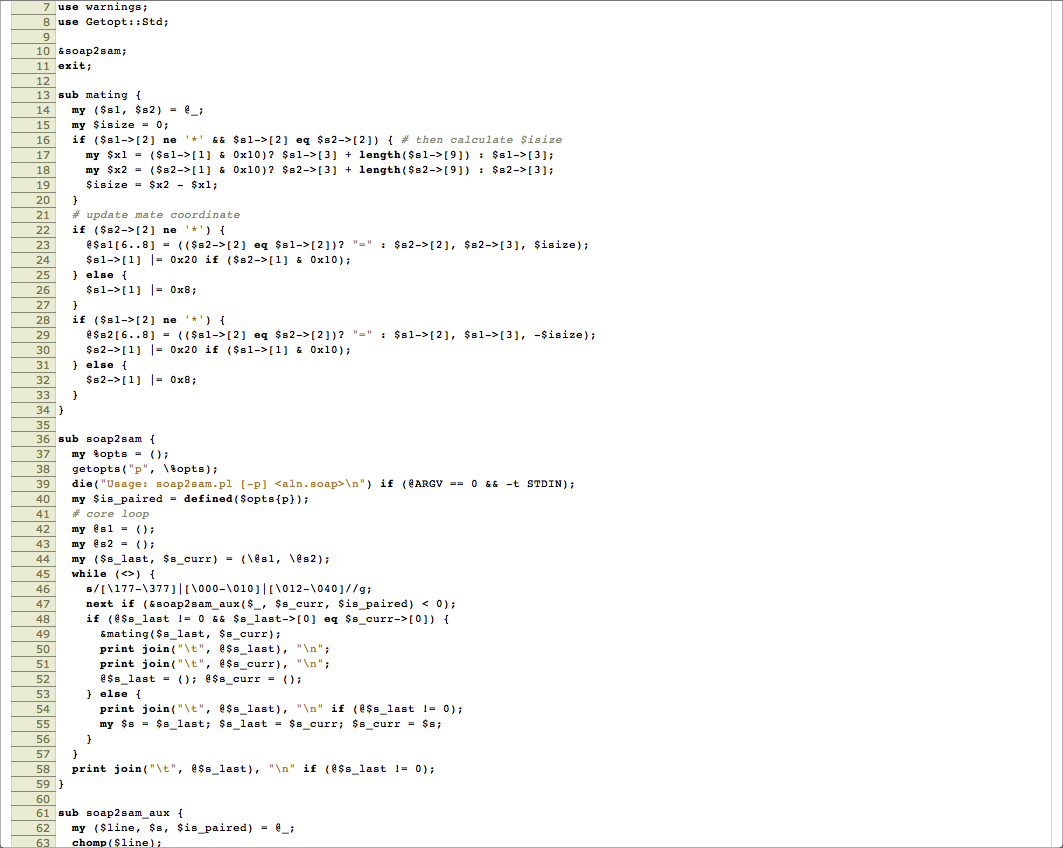 7 use warnings;
8 use Getopt::Std;
9
10 &soap2sam;
11 exit;
12
13 sub mating {
14   my ($s1, $s2) = @_;
15   my $isize = 0;
16   if ($s1->[2] ne '*' && $s1->[2] eq $s2->[2]) { # then calculate $isize
17     my $x1 = ($s1->[1] & 0x10)? $s1->[3] + length($s1->[9]) : $s1->[3];
18     my $x2 = ($s2->[1] & 0x10)? $s2->[3] + length($s2->[9]) : $s2->[3];
19     $isize = $x2 - $x1;
20   }
21   # update mate coordinate
22   if ($s2->[2] ne '*') {
23     @$s1[6..8] = (($s2->[2] eq $s1->[2])? "=" : $s2->[2], $s2->[3], $isize);
24     $s1->[1] |= 0x20 if ($s2->[1] & 0x10);
25   } else {
26     $s1->[1] |= 0x8;
27   }
28   if ($s1->[2] ne '*') {
29     @$s2[6..8] = (($s1->[2] eq $s2->[2])? "=" : $s1->[2], $s1->[3], -$isize);
30     $s2->[1] |= 0x20 if ($s1->[1] & 0x10);
31   } else {
32     $s2->[1] |= 0x8;
33   }
34 }
35
36 sub soap2sam {
37   my %opts = ();
38   getopts("p", \%opts);
39   die("Usage: soap2sam.pl [-p] <aln.soap>\n") if (@ARGV == 0 && -t STDIN);
40   my $is_paired = defined($opts{p});
41   # core loop
42   my @s1 = ();
43   my @s2 = ();
44   my ($s_last, $s_curr) = (\@s1, \@s2);
45   while (<>) {
46     s/[\177-\377]|[\000-\010]|[\012-\040]//g;
47     next if (&soap2sam_aux($_, $s_curr, $is_paired) < 0);
48     if (@$s_last != 0 && $s_last->[0] eq $s_curr->[0]) {
49       &mating($s_last, $s_curr);
50       print join("\t", @$s_last), "\n";
51       print join("\t", @$s_curr), "\n";
52       @$s_last = (); @$s_curr = ();
53     } else {
54       print join("\t", @$s_last), "\n" if (@$s_last != 0);
55       my $s = $s_last; $s_last = $s_curr; $s_curr = $s;
56     }
57   }
58   print join("\t", @$s_last), "\n" if (@$s_last != 0);
59 }
60
61 sub soap2sam_aux {
62   my ($line, $s, $is_paired) = @_;
63   chomp($line);